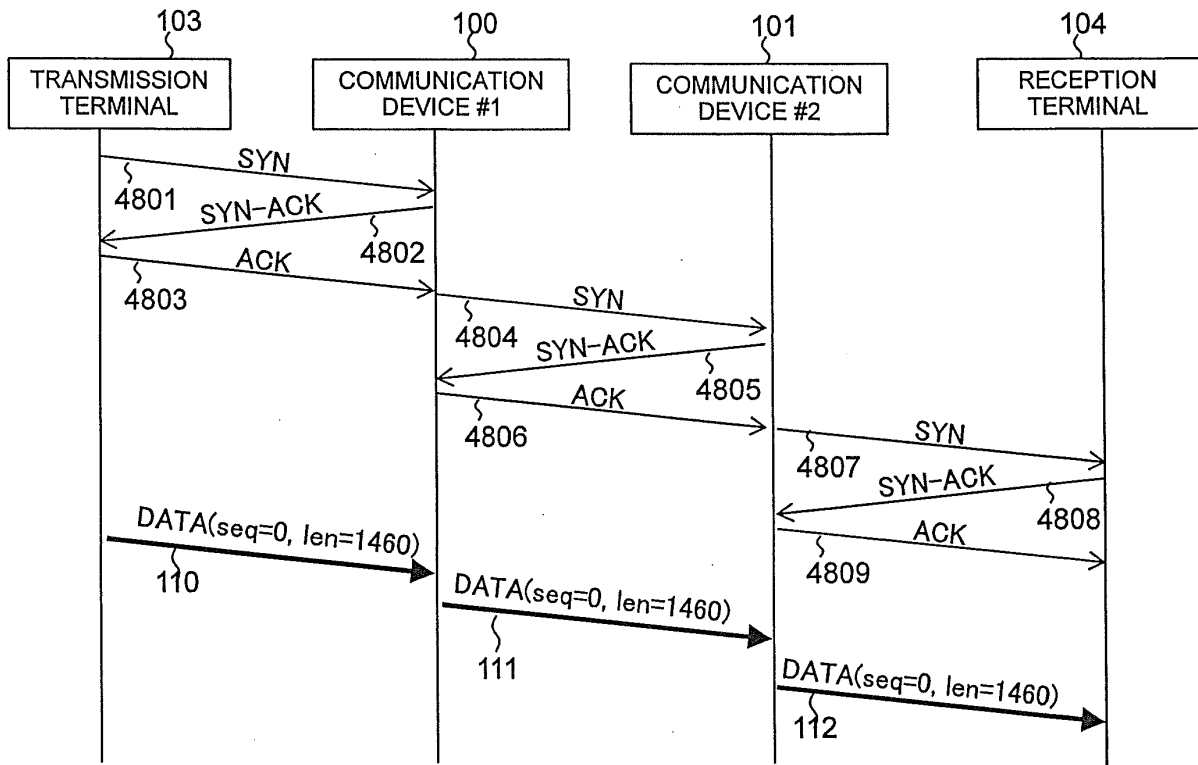 103
100
101
104
TRANSMISSION
TERMINAL
COMMUNICATION
DEVICE #1
COMMUNICATION
DEVICE #2
RECEPTION
TERMINAL
SYN
4801
SYN-ACK
4802
ACK
4803
SYN
4804
SYN-ACK
4805
ACK
4806
SYN
4807
SYN-ACK
4808
ACK
4809
DATA(seq=0, len=1460)
110
DATA(seq=0, len=1460)
111
DATA(seq=0, len=1460)
112